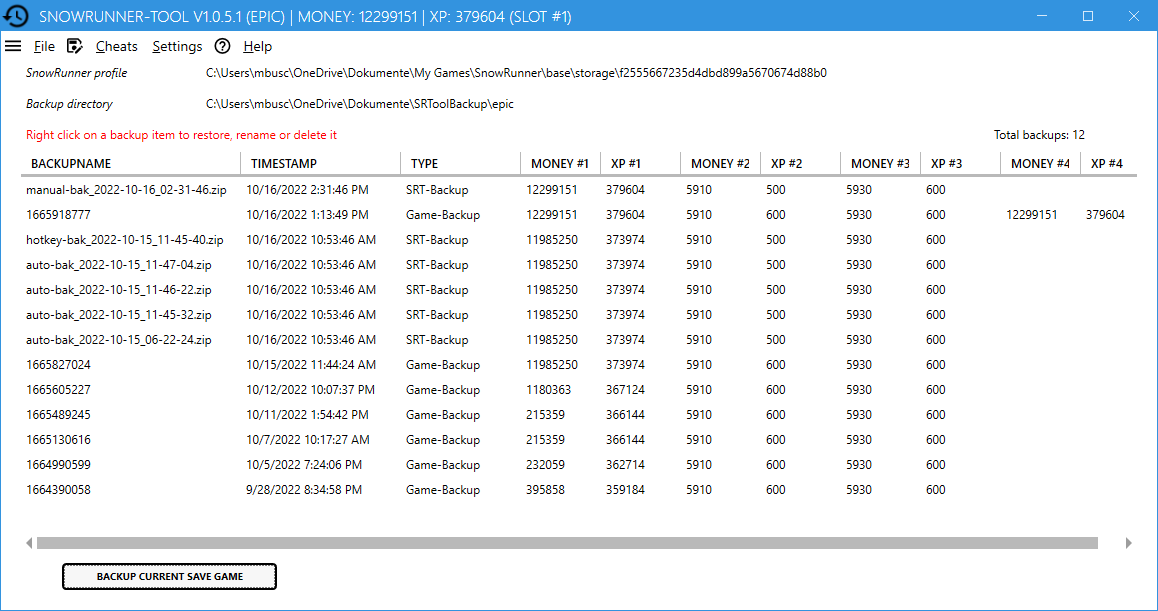 SNOWRUNNER-TOOL V1.0.5.1 (EPIC) | MONEY: 12299151 | XP: 379604 (SLOT #1)
File Cheats Settings Help
SnowRunner profile C:\Users\mbusc\OneDrive\Dokumente\My Games\SnowRunner\base\storage\f2555667235d4dbd899a5670674d88b0
Backup directory C:\Users\mbusc\OneDrive\Dokumente\SRToolBackup\epic
Right click on a backup item to restore, rename or delete it Total backups: 12
BACKUPNAME TIMESTAMP TYPE MONEY #1 XP #1 MONEY #2 XP #2 MONEY #3 XP #3 MONEY #4 XP #4
manual-bak_2022-10-16_02-31-46.zip 10/16/2022 2:31:46 PM SRT-Backup 12299151 379604 5910 500 5930 600
1665918777 10/16/2022 1:13:49 PM Game-Backup 12299151 379604 5910 600 5930 600 12299151 379604
hotkey-bak_2022-10-15_11-45-40.zip 10/16/2022 10:53:46 AM SRT-Backup 11985250 373974 5910 500 5930 600
auto-bak_2022-10-15_11-47-04.zip 10/16/2022 10:53:46 AM SRT-Backup 11985250 373974 5910 500 5930 600
auto-bak_2022-10-15_11-46-22.zip 10/16/2022 10:53:46 AM SRT-Backup 11985250 373974 5910 500 5930 600
auto-bak_2022-10-15_11-45-32.zip 10/16/2022 10:53:46 AM SRT-Backup 11985250 373974 5910 500 5930 600
auto-bak_2022-10-15_06-22-24.zip 10/16/2022 10:53:46 AM SRT-Backup 11985250 373974 5910 500 5930 600
1665827024 10/15/2022 11:44:24 AM Game-Backup 11985250 373974 5910 600 5930 600
1665605227 10/12/2022 10:07:37 PM Game-Backup 1180363 367124 5910 600 5930 600
1665489245 10/11/2022 1:54:42 PM Game-Backup 215359 366144 5910 600 5930 600
1665130616 10/7/2022 10:17:27 AM Game-Backup 215359 366144 5910 600 5930 600
1664990599 10/5/2022 7:24:06 PM Game-Backup 232059 362714 5910 600 5930 600
1664390058 9/28/2022 8:34:58 PM Game-Backup 395858 359184 5910 600 5930 600
BACKUP CURRENT SAVE GAME